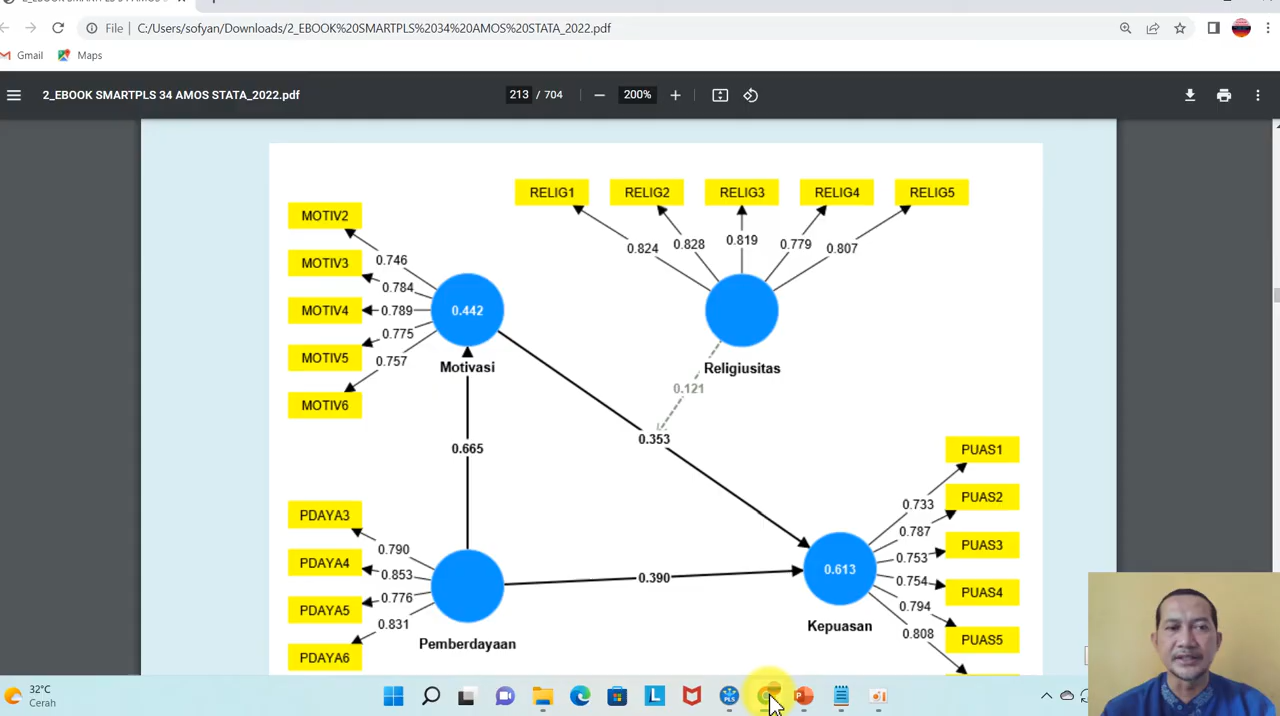 2_EBOOK SMARTPLS 34 AMOS
File
C:/Users/sofyan/Downloads/2_EBOOK%20SMARTPLS%2034%20AMOS%20STATA_2022.pdf
Gmail
Maps
2_EBOOK SMARTPLS 34 AMOS STATA_2022.pdf
213 / 704
200%
RELIG1 RELIG2 RELIG3 RELIG4 RELIG5
0.824 0.828 0.819 0.779 0.807
MOTIV2
MOTIV3
MOTIV4
MOTIV5
MOTIV6
0.746
0.784
0.789
0.775
0.757
0.442
Motivasi
Religiusitas
0.121
0.353
0.665
PUAS1
PUAS2
PUAS3
PUAS4
PUAS5
0.733
0.787
0.753
0.754
0.794
0.808
0.613
Kepuasan
PDAYA3
PDAYA4
PDAYA5
PDAYA6
0.790
0.853
0.776
0.831
0.390
Pemberdayaan
32°C
Cerah
L
PLS